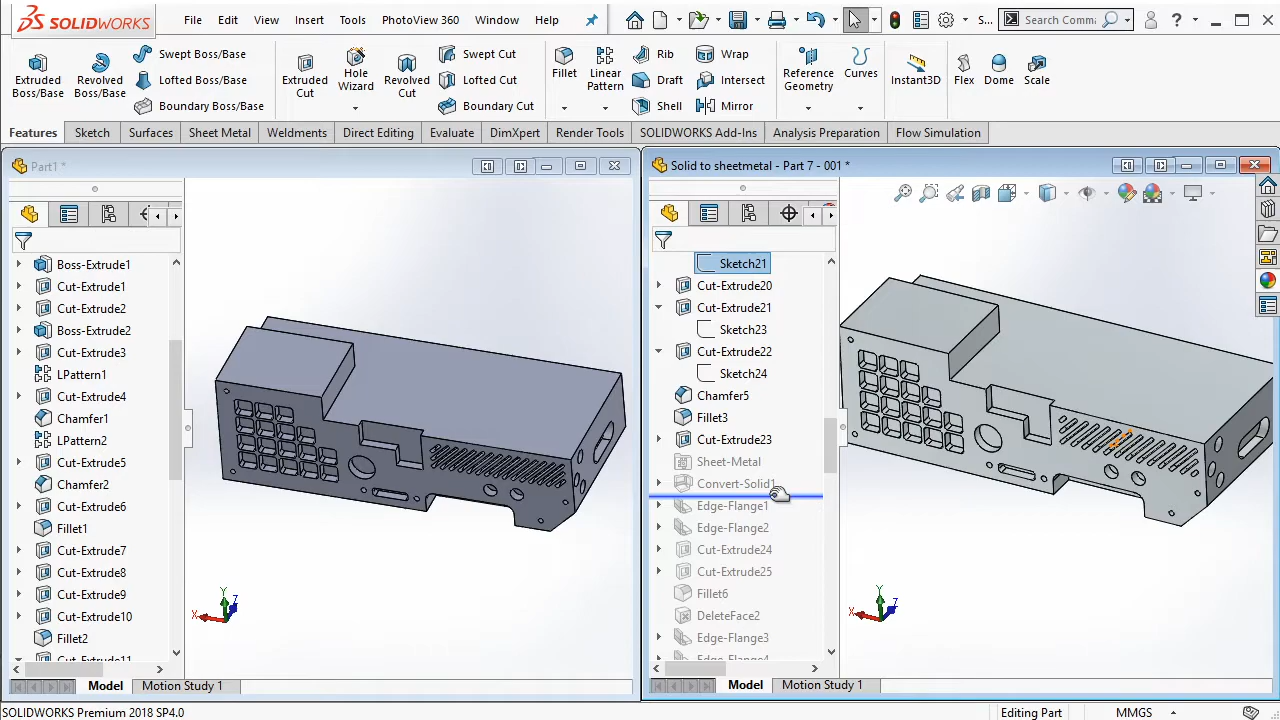 SOLIDWORKS File Edit View Insert Tools PhotoView 360 Window Help S... Search Comma ?
Extruded Boss/Base
Revolved Boss/Base
Swept Boss/Base
Lofted Boss/Base
Boundary Boss/Base
Extruded Cut
Hole Wizard
Revolved Cut
Swept Cut
Lofted Cut
Boundary Cut
Fillet
Linear Pattern
Rib
Draft
Shell
Wrap
Intersect
Mirror
Reference Geometry
Curves
Instant3D
Flex
Dome
Scale
Features Sketch Surfaces Sheet Metal Weldments Direct Editing Evaluate DimXpert Render Tools SOLIDWORKS Add-Ins Analysis Preparation Flow Simulation
Part1 *
Boss-Extrude1
Cut-Extrude1
Cut-Extrude2
Boss-Extrude2
Cut-Extrude3
LPattern1
Cut-Extrude4
Chamfer1
LPattern2
Cut-Extrude5
Chamfer2
Cut-Extrude6
Fillet1
Cut-Extrude7
Cut-Extrude8
Cut-Extrude9
Cut-Extrude10
Fillet2
Cut-Extrude11
Y
X
Z
Model Motion Study 1
Solid to sheetmetal - Part 7 - 001 *
Sketch21
Cut-Extrude20
Cut-Extrude21
Sketch23
Cut-Extrude22
Sketch24
Chamfer5
Fillet3
Cut-Extrude23
Sheet-Metal
Convert-Solid1
Edge-Flange1
Edge-Flange2
Cut-Extrude24
Cut-Extrude25
Fillet6
DeleteFace2
Edge-Flange3
Edge-Flange4
Y
X
Z
Model Motion Study 1
SOLIDWORKS Premium 2018 SP4.0 Editing Part MMGS